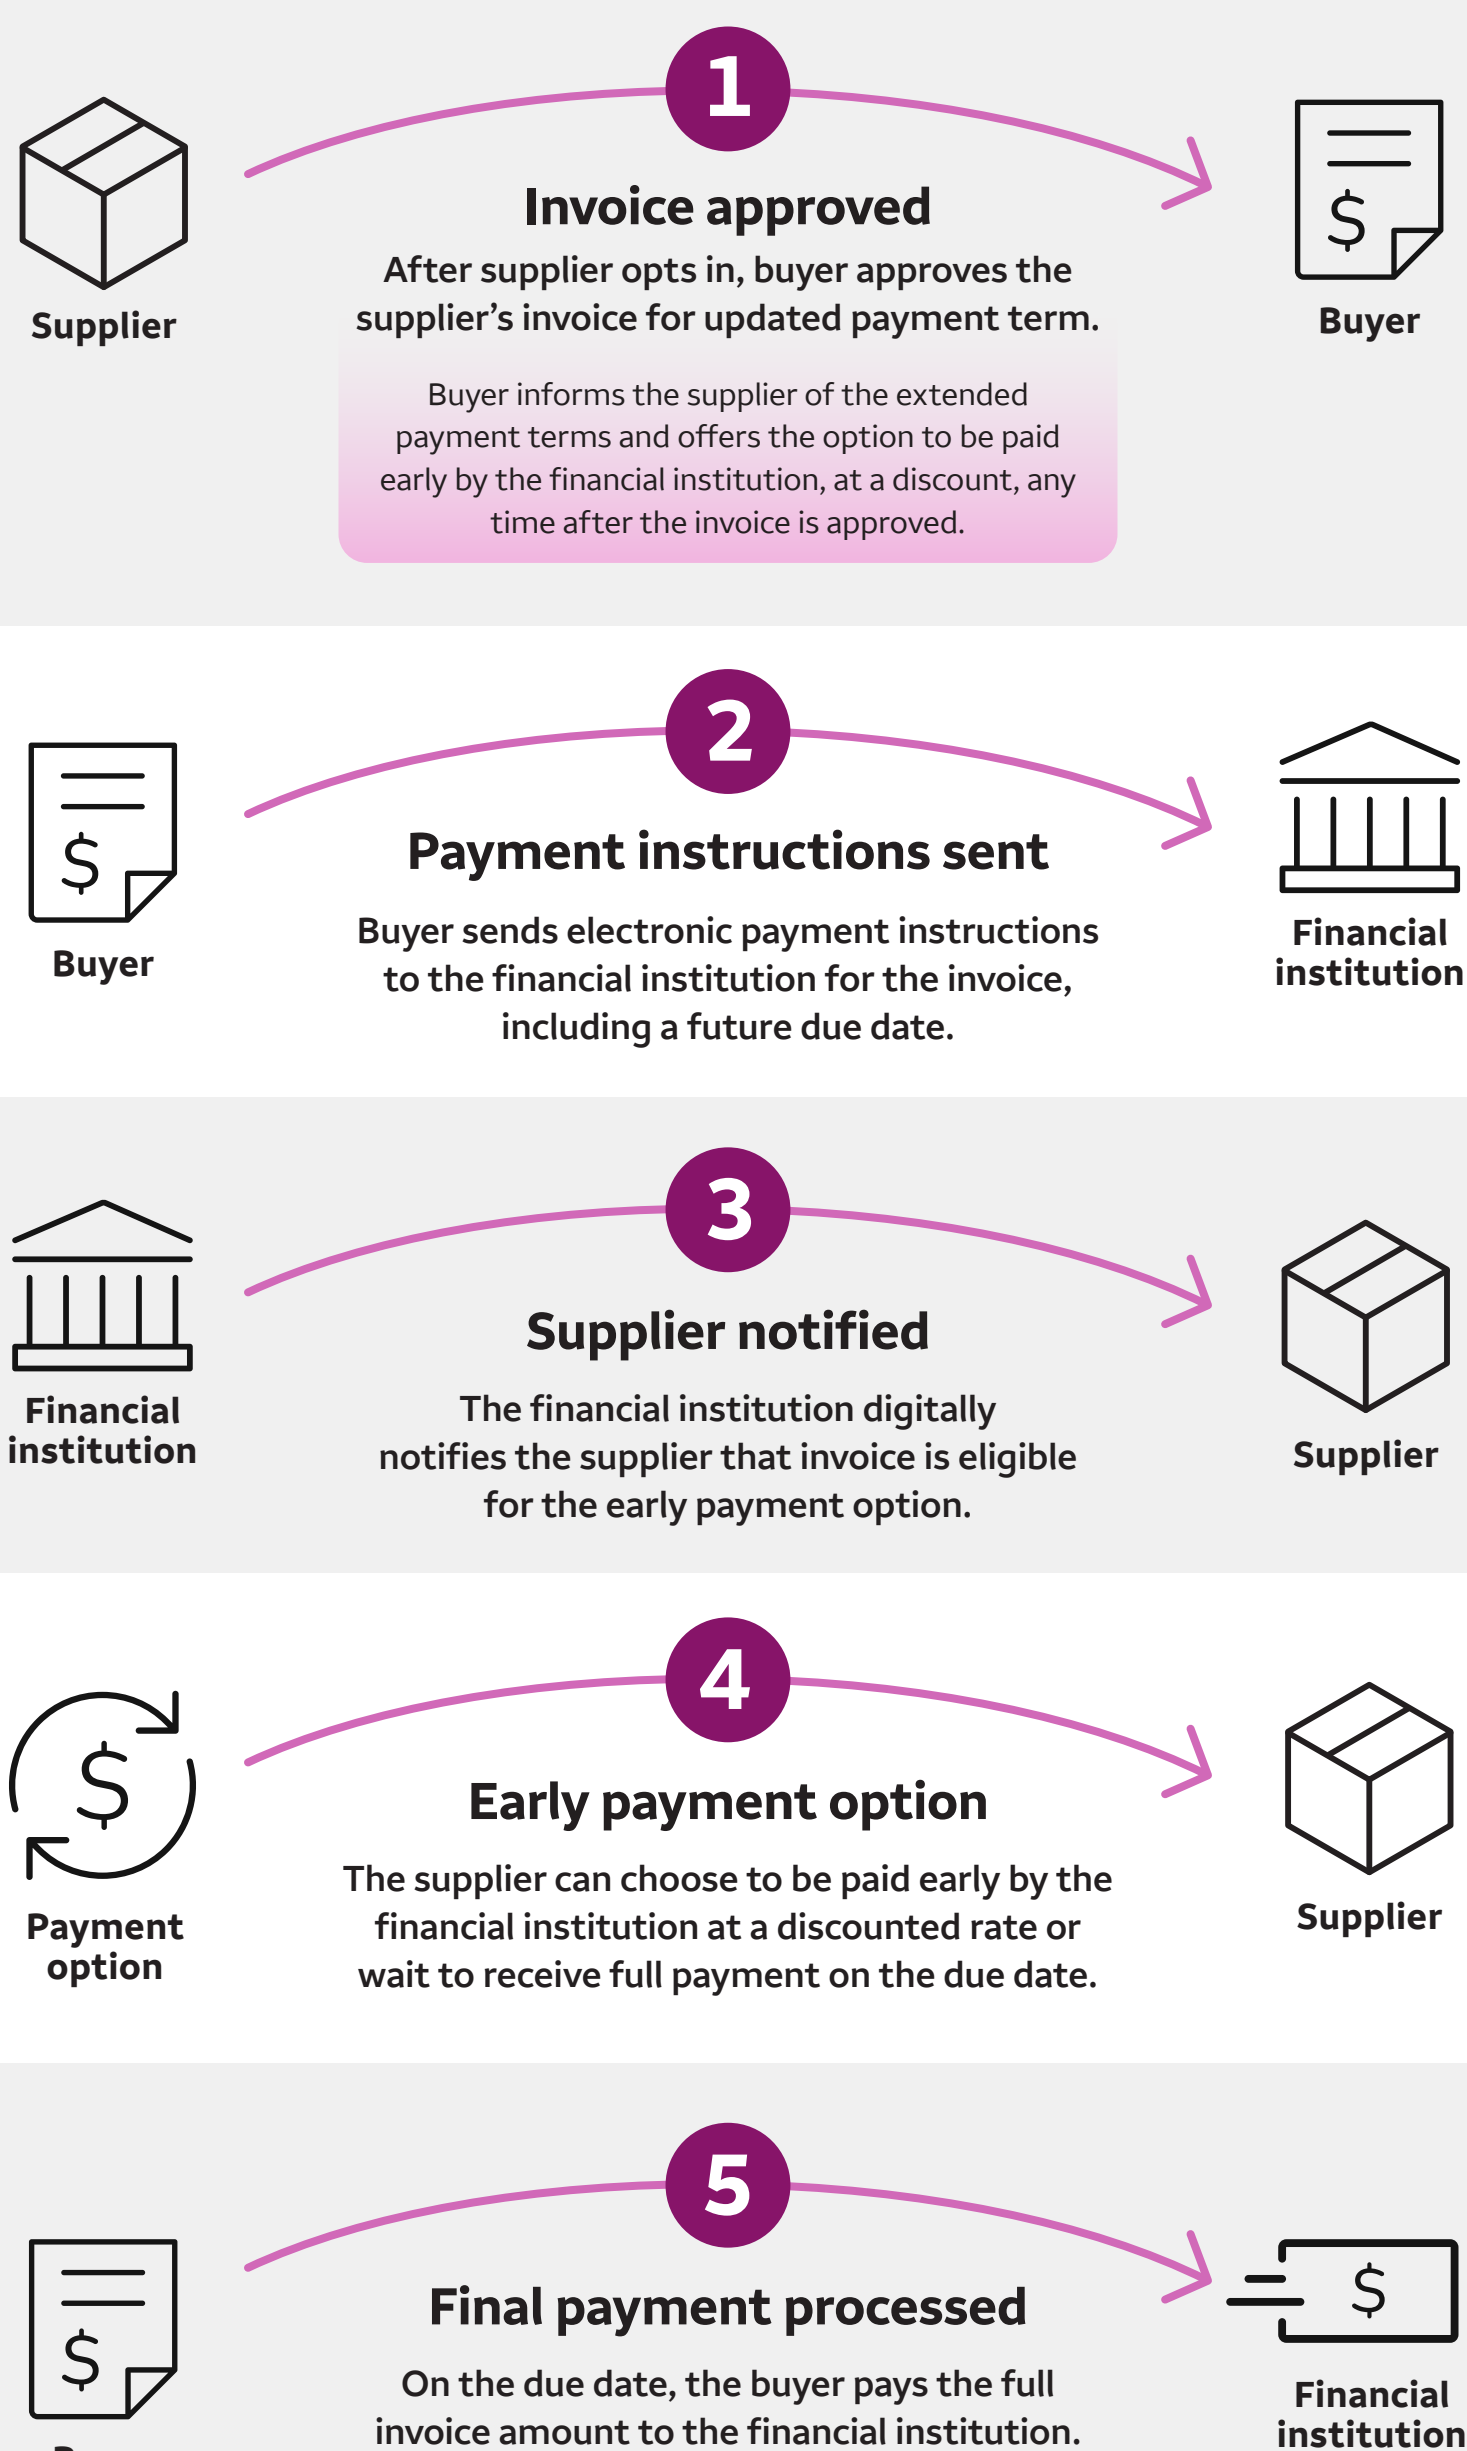 1
Invoice approved
After supplier opts in, buyer approves the
supplier’s invoice for updated payment term.
Supplier
Buyer
Buyer informs the supplier of the extended
payment terms and offers the option to be paid
early by the financial institution, at a discount, any
time after the invoice is approved.
2
Payment instructions sent
Buyer
Buyer sends electronic payment instructions
to the financial institution for the invoice,
including a future due date.
Financial
institution
3
Supplier notified
Financial
institution
The financial institution digitally
notifies the supplier that invoice is eligible
for the early payment option.
Supplier
4
Early payment option
Payment
option
The supplier can choose to be paid early by the
financial institution at a discounted rate or
wait to receive full payment on the due date.
Supplier
5
Final payment processed
On the due date, the buyer pays the full
invoice amount to the financial institution.
Financial
institution